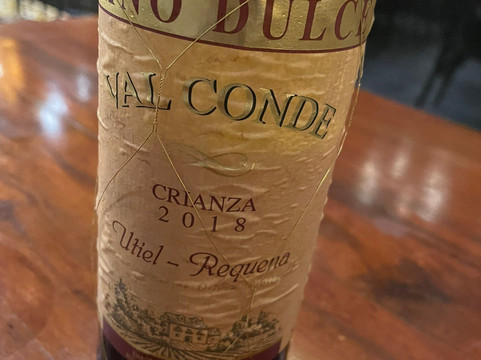 NO DULCE
VAL CONDE
CRIANZA
2018
Utiel - Requena